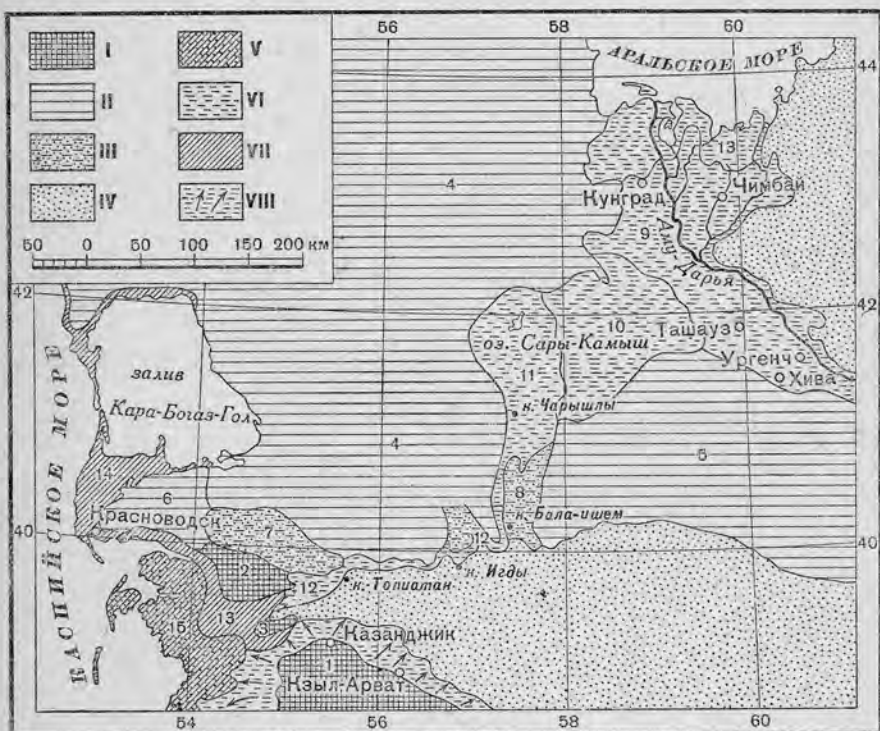 56 58 60
I V
II VI
III VII
IV VIII
50 0 50 100 150 200 км
АРАЛЬСКОЕ МОРЕ
44
13
4
Кунград
Чимбай
9
Аму-Дарья
42 42
10
Ташауз
оз. Сары-Камыш
Ургенч
Хива
11
залив
Кара-Богаз-Гол
к. Чарышлы
КАСПИЙСКОЕ МОРЕ
4
5
14
6
8
Красноводск
к. Бала-ишем
40 40
7
12
2
к. Игды
12
к. Топиатан
13
15
3
Казанджик
1
Кзыл-Арват
54 56 58 60